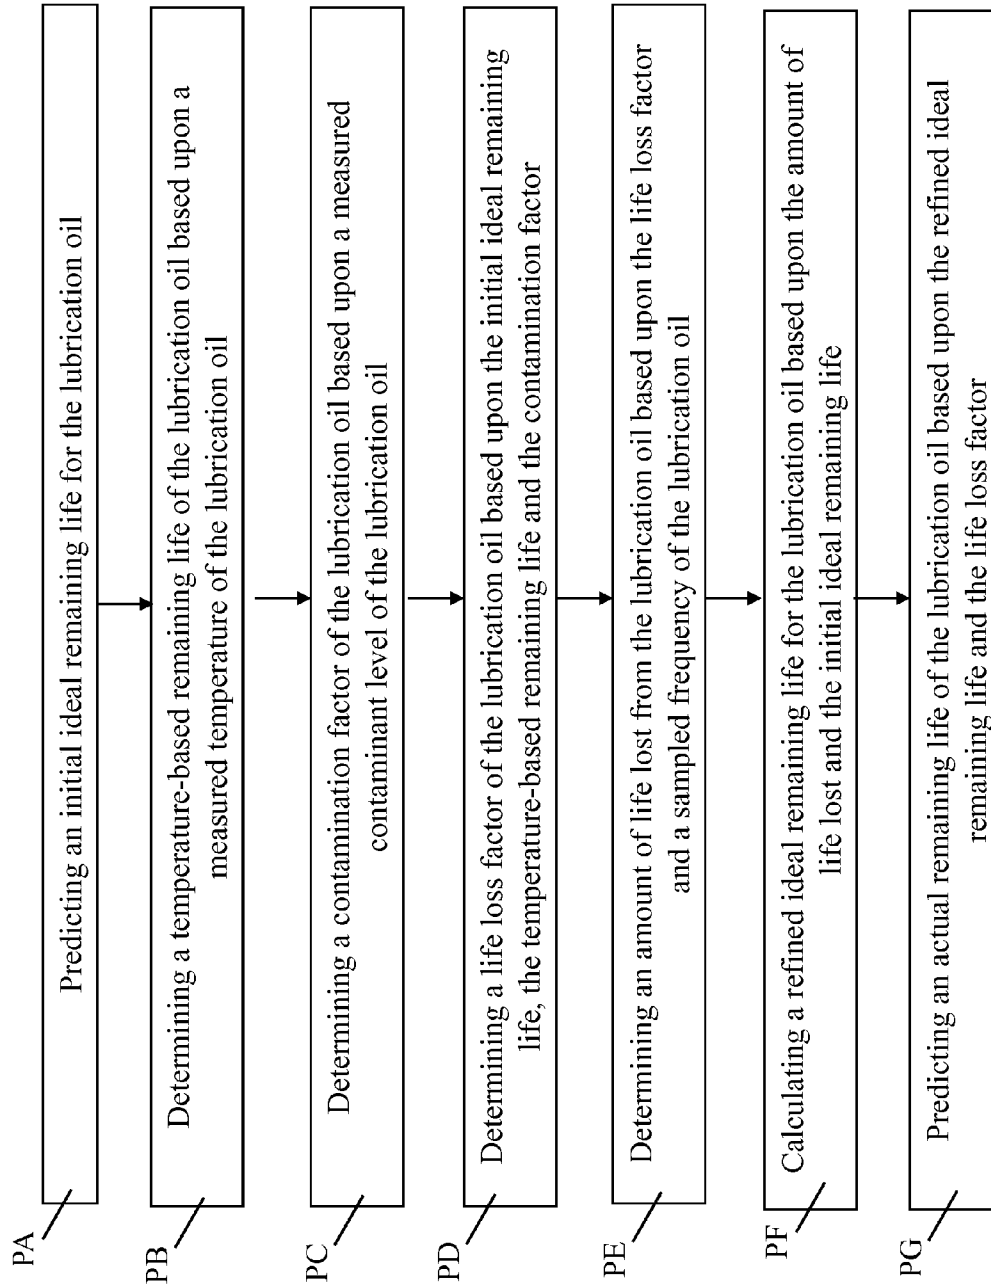 PA
Predicting an initial ideal remaining life for the lubrication oil
PB
Determining a temperature-based remaining life of the lubrication oil based upon a
measured temperature of the lubrication oil
PC
Determining a contamination factor of the lubrication oil based upon a measured
contaminant level of the lubrication oil
PD
Determining a life loss factor of the lubrication oil based upon the initial ideal remaining
life, the temperature-based remaining life and the contamination factor
PE
Determining an amount of life lost from the lubrication oil based upon the life loss factor
and a sampled frequency of the lubrication oil
PF
Calculating a refined ideal remaining life for the lubrication oil based upon the amount of
life lost and the initial ideal remaining life
PG
Predicting an actual remaining life of the lubrication oil based upon the refined ideal
remaining life and the life loss factor